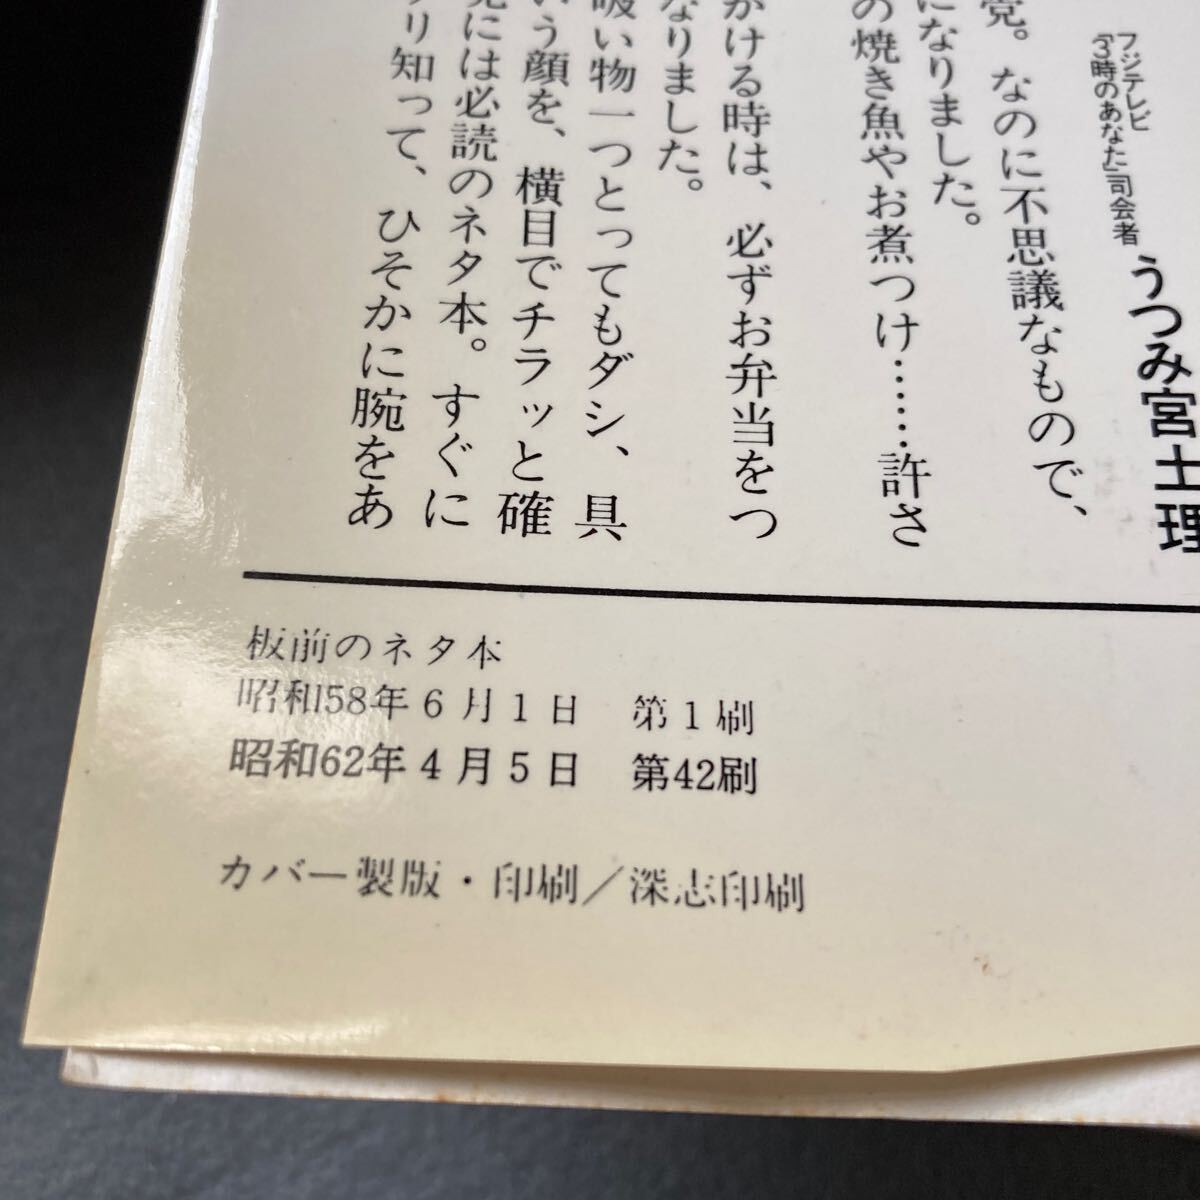 フジテレビ
「3時のあなた」司会者
うつみ宮土理
党。なのに不思議なもので、
になりました。
の焼き魚やお煮つけ……許さ
かける時は、必ずお弁当をつ
なりました。
吸い物一つとってもダシ、具
いう顔を、横目でチラッと確
には必読のネタ本。すぐに
リ知って、ひそかに腕をあ
板前のネタ本
昭和58年6月1日　第1刷
昭和62年4月5日　第42刷
カバー製版・印刷／深志印刷